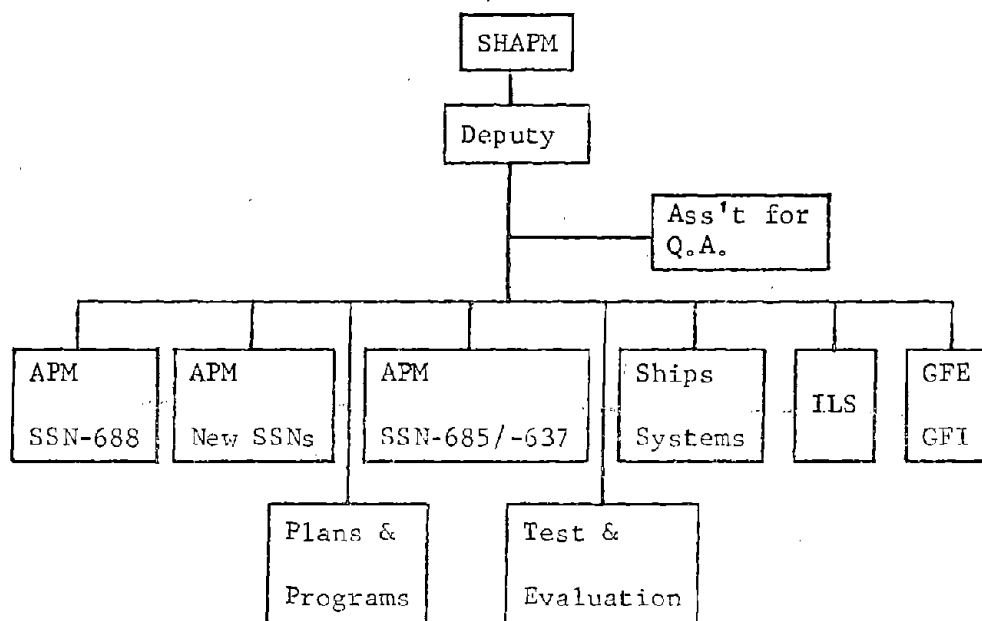 SHAPM
Deputy
Ass't for
Q.A.
APM
SSN-688
APM
New SSNs
APM
SSN-685/-637
Ships
Systems
ILS
GFE
GFI
Plans &
Programs
Test &
Evaluation